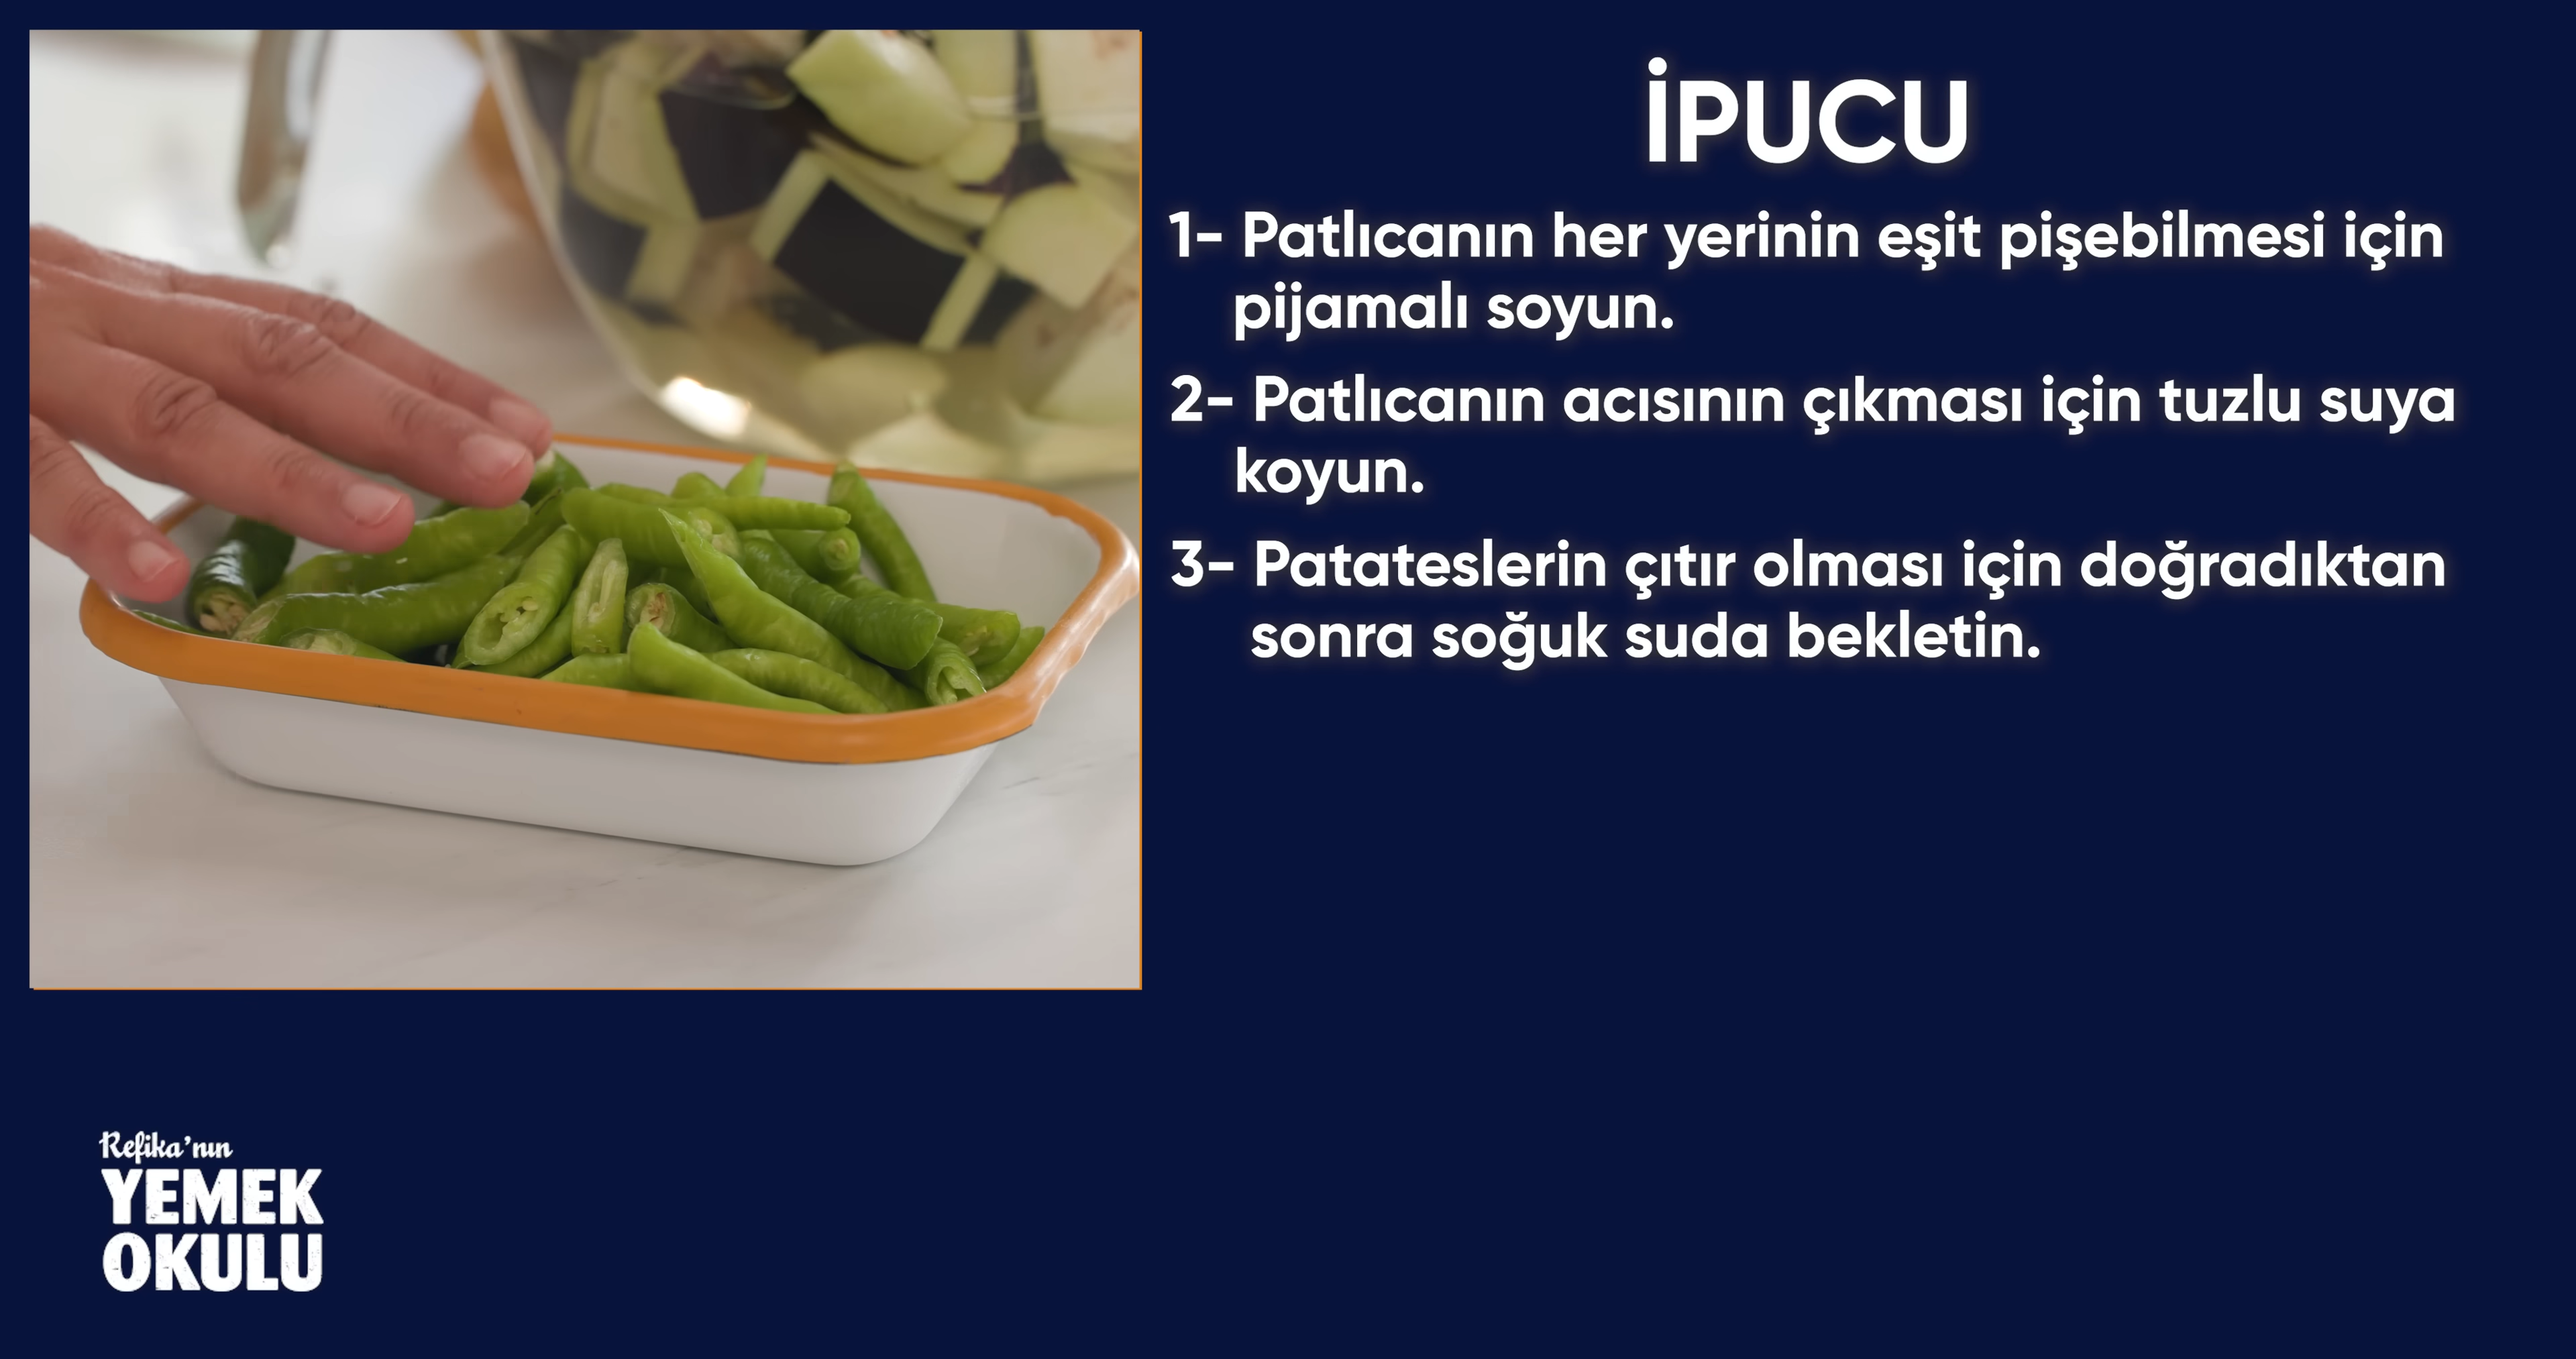 İPUCU
1- Patlıcanın her yerinin eşit pişebilmesi için
pijamalı soyun.
2- Patlıcanın acısının çıkması için tuzlu suya
koyun.
3- Patateslerin çıtır olması için doğradıktan
sonra soğuk suda bekletin.
Refika'nın
YEMEK
OKULU